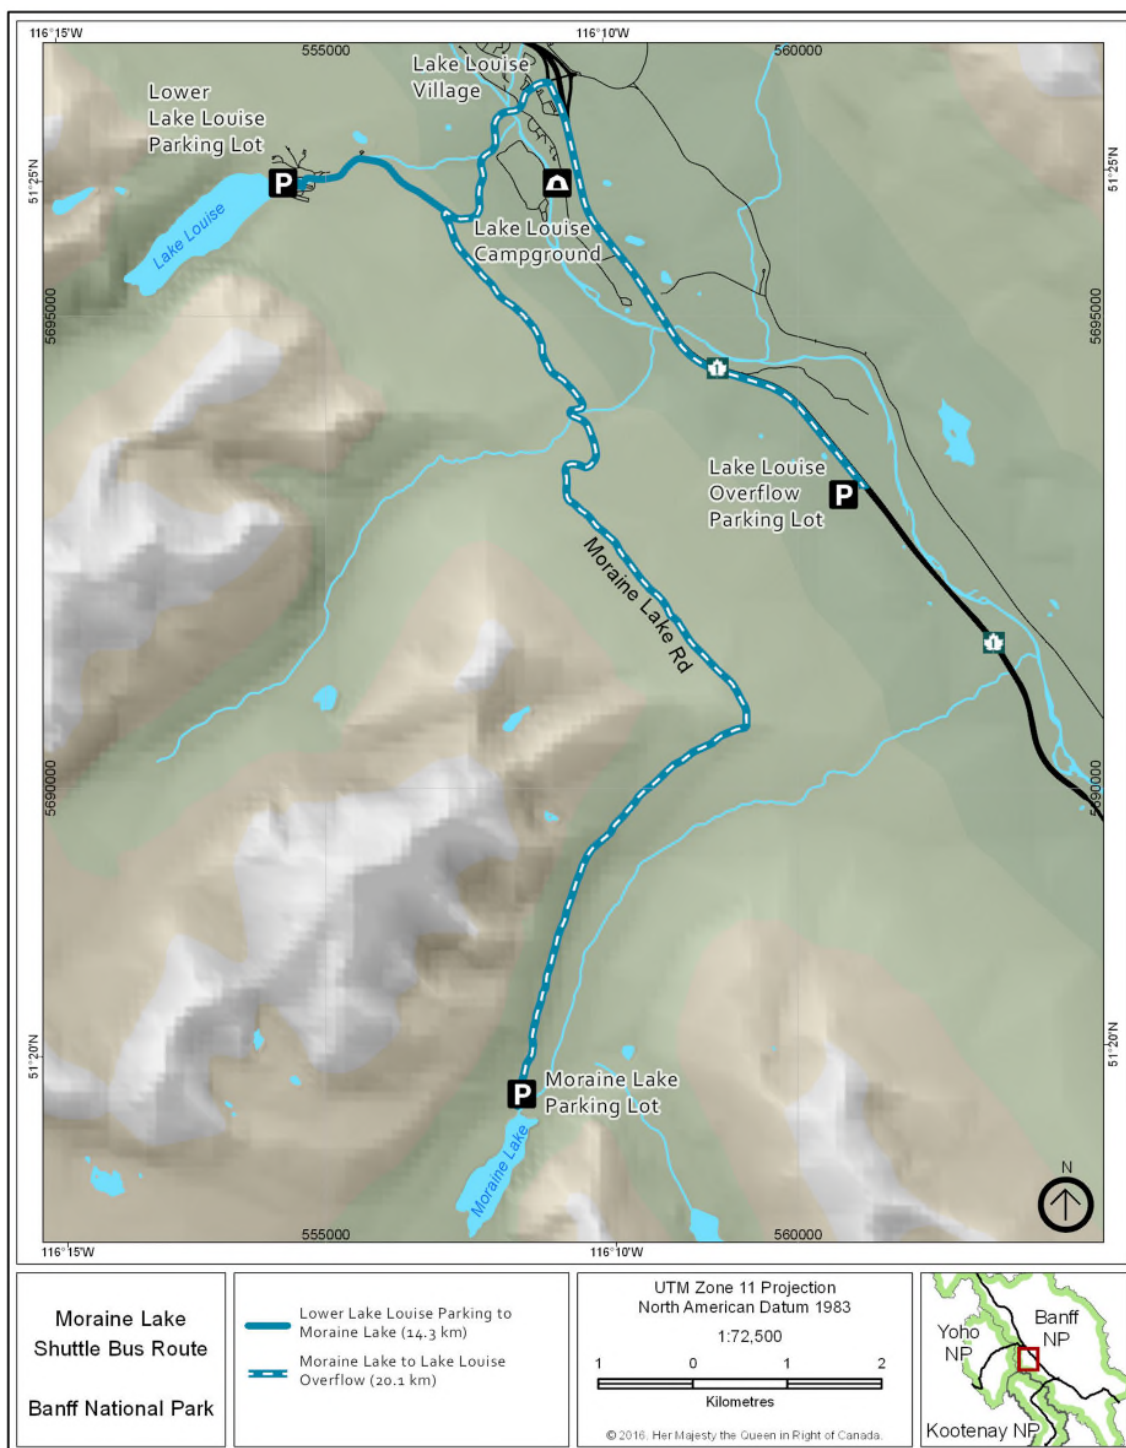 116°15'W
116°10'W
555000
560000
Lake Louise
Village
Lower
Lake Louise
Parking Lot
51°25'N
51°25'N
P
Lake Louise
Lake Louise
Campground
5695000
5695000
1
Lake Louise
Overflow
Parking Lot
P
Moraine Lake Rd
1
5690000
5690000
51°20'N
51°20'N
P
Moraine Lake
Parking Lot
Moraine Lake
N
555000
560000
116°15'W
116°10'W
Moraine Lake
Shuttle Bus Route
Banff National Park
Lower Lake Louise Parking to
Moraine Lake (14.3 km)
Moraine Lake to Lake Louise
Overflow (20.1 km)
UTM Zone 11 Projection
North American Datum 1983
1:72,500
1 0 1 2
Kilometres
© 2016, Her Majesty the Queen in Right of Canada.
Banff
NP
Yoho
NP
Kootenay NP